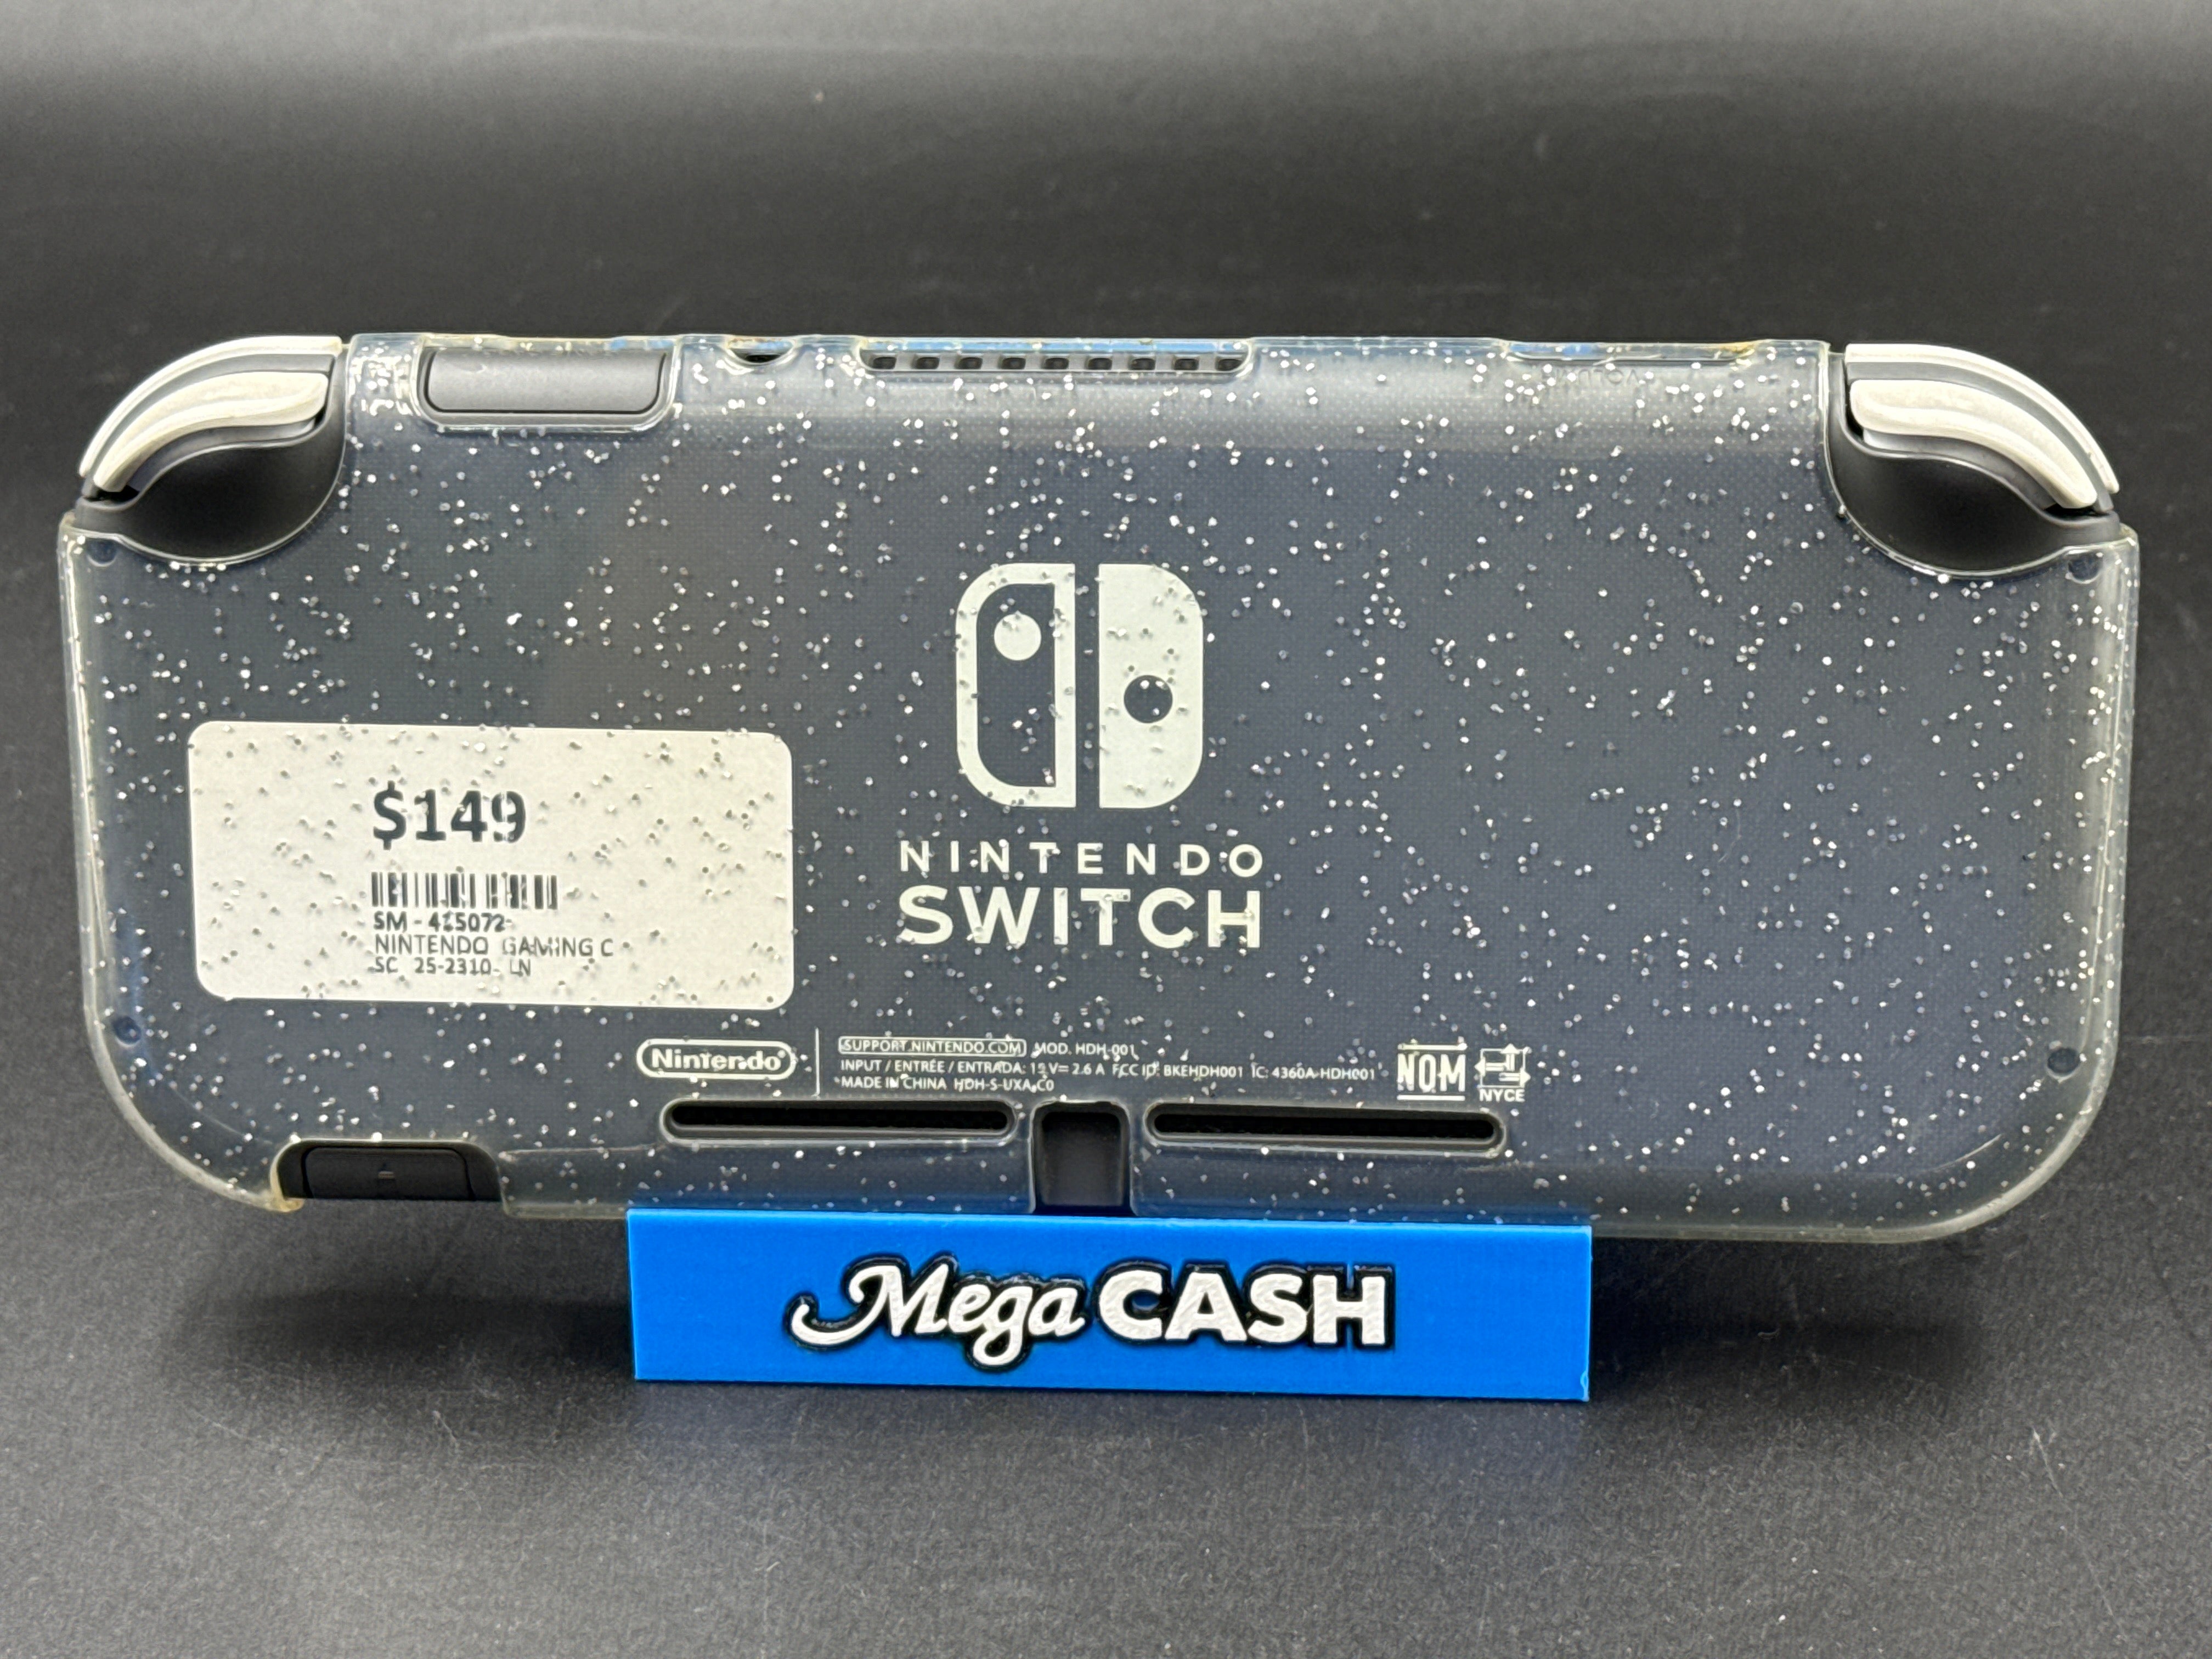 $149
SM - 415072
NINTENDO GAMING C
SC 25-2310 LN
NINTENDO
SWITCH
Nintendo
SUPPORT.NINTENDO.COM MOD. HDH-001
INPUT / ENTRÉE / ENTRADA: 15 V⎓ 2.6 A FCC ID: BKEHDH001 IC: 4360A-HDH001
MADE IN CHINA HDH-S-UXA-C0
NOM
NYCE
Mega CASH